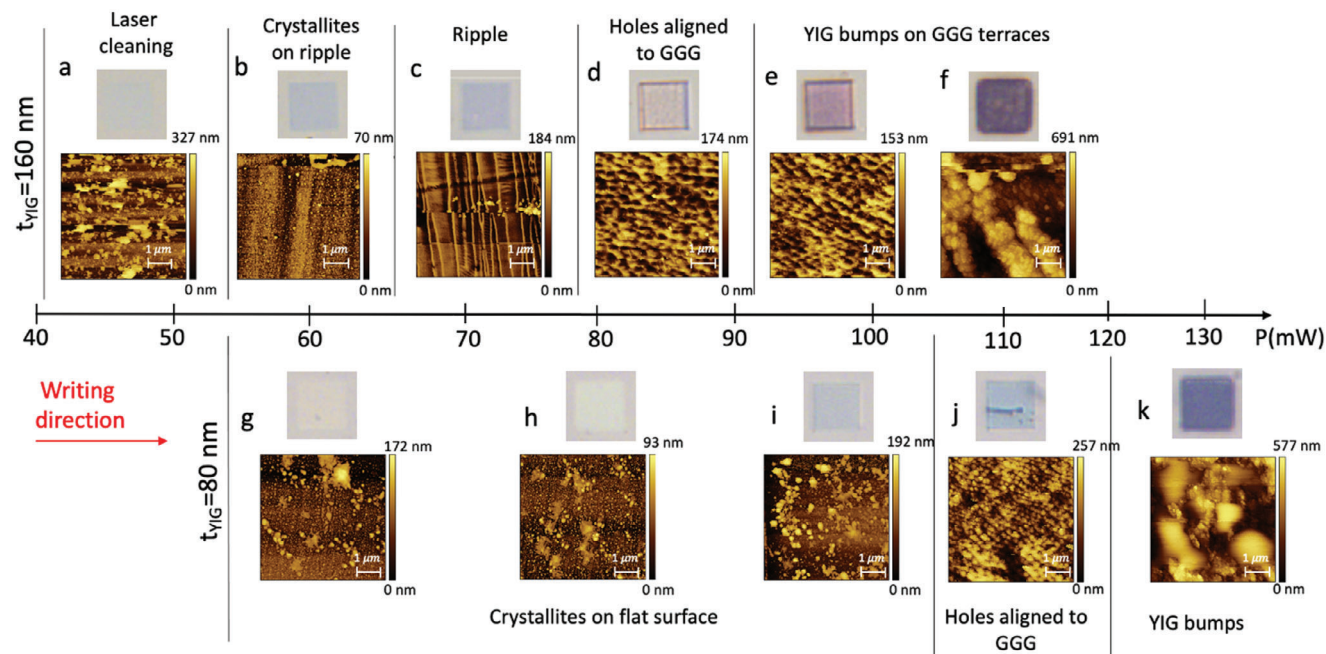 Laser
cleaning
Crystallites
on ripple
Ripple
Holes aligned
to GGG
YIG bumps on GGG terraces
a
b
c
d
e
f
t_YIG=160 nm
327 nm
70 nm
184 nm
174 nm
153 nm
691 nm
1 μm
1 μm
1 μm
1 μm
1 μm
1 μm
0 nm
0 nm
0 nm
0 nm
0 nm
0 nm
40 50 60 70 80 90 100 110 120 130 P(mW)
Writing
direction
t_YIG=80 nm
g
h
i
j
k
172 nm
93 nm
192 nm
257 nm
577 nm
1 μm
1 μm
1 μm
1 μm
1 μm
0 nm
0 nm
0 nm
0 nm
0 nm
Crystallites on flat surface
Holes aligned to
GGG
YIG bumps